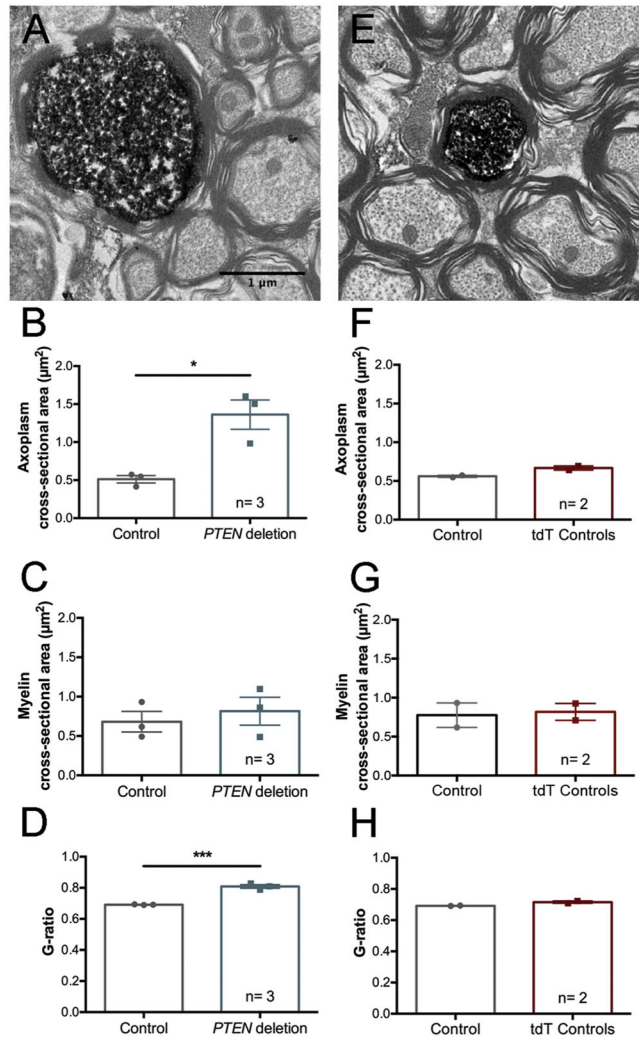 A
E
1 µm
B
F
Axoplasm
cross-sectional area (µm²)
2.0
1.5
1.0
0.5
0.0
*
n= 3
Control
PTEN deletion
Axoplasm
cross-sectional area (µm²)
2.0
1.5
1.0
0.5
0.0
n= 2
Control
tdT Controls
C
G
Myelin
cross-sectional area (µm²)
2.0
1.5
1.0
0.5
0.0
n= 3
Control
PTEN deletion
Myelin
cross-sectional area (µm²)
2.0
1.5
1.0
0.5
0.0
n= 2
Control
tdT Controls
D
H
G-ratio
1.0
0.8
0.6
0.4
0.2
0.0
***
n= 3
Control
PTEN deletion
G-ratio
1.0
0.8
0.6
0.4
0.2
0.0
n= 2
Control
tdT Controls